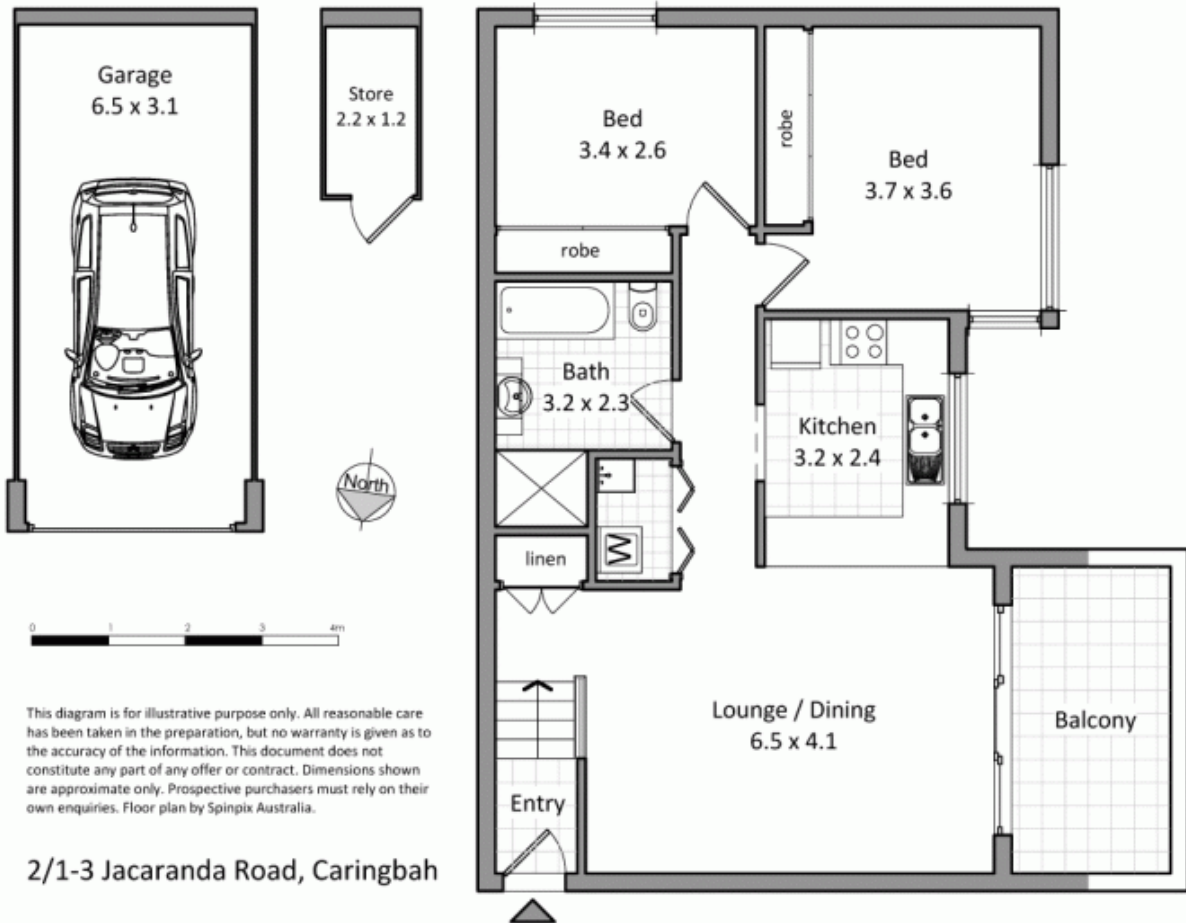 Garage
6.5 x 3.1
Store
2.2 x 1.2
Bed
3.4 x 2.6
robe
Bed
3.7 x 3.6
robe
Bath
3.2 x 2.3
Kitchen
3.2 x 2.4
North
linen
W
0 1 2 3 4m
Lounge / Dining
6.5 x 4.1
Balcony
Entry
This diagram is for illustrative purpose only. All reasonable care
has been taken in the preparation, but no warranty is given as to
the accuracy of the information. This document does not
constitute any part of any offer or contract. Dimensions shown
are approximate only. Prospective purchasers must rely on their
own enquiries. Floor plan by Spinpix Australia.
2/1-3 Jacaranda Road, Caringbah